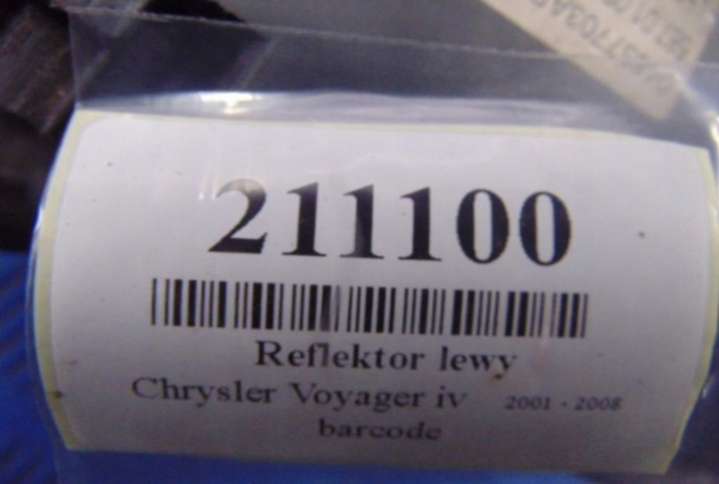 211100
Reflektor lewy
Chrysler Voyager iv 2001 - 2008
barcode